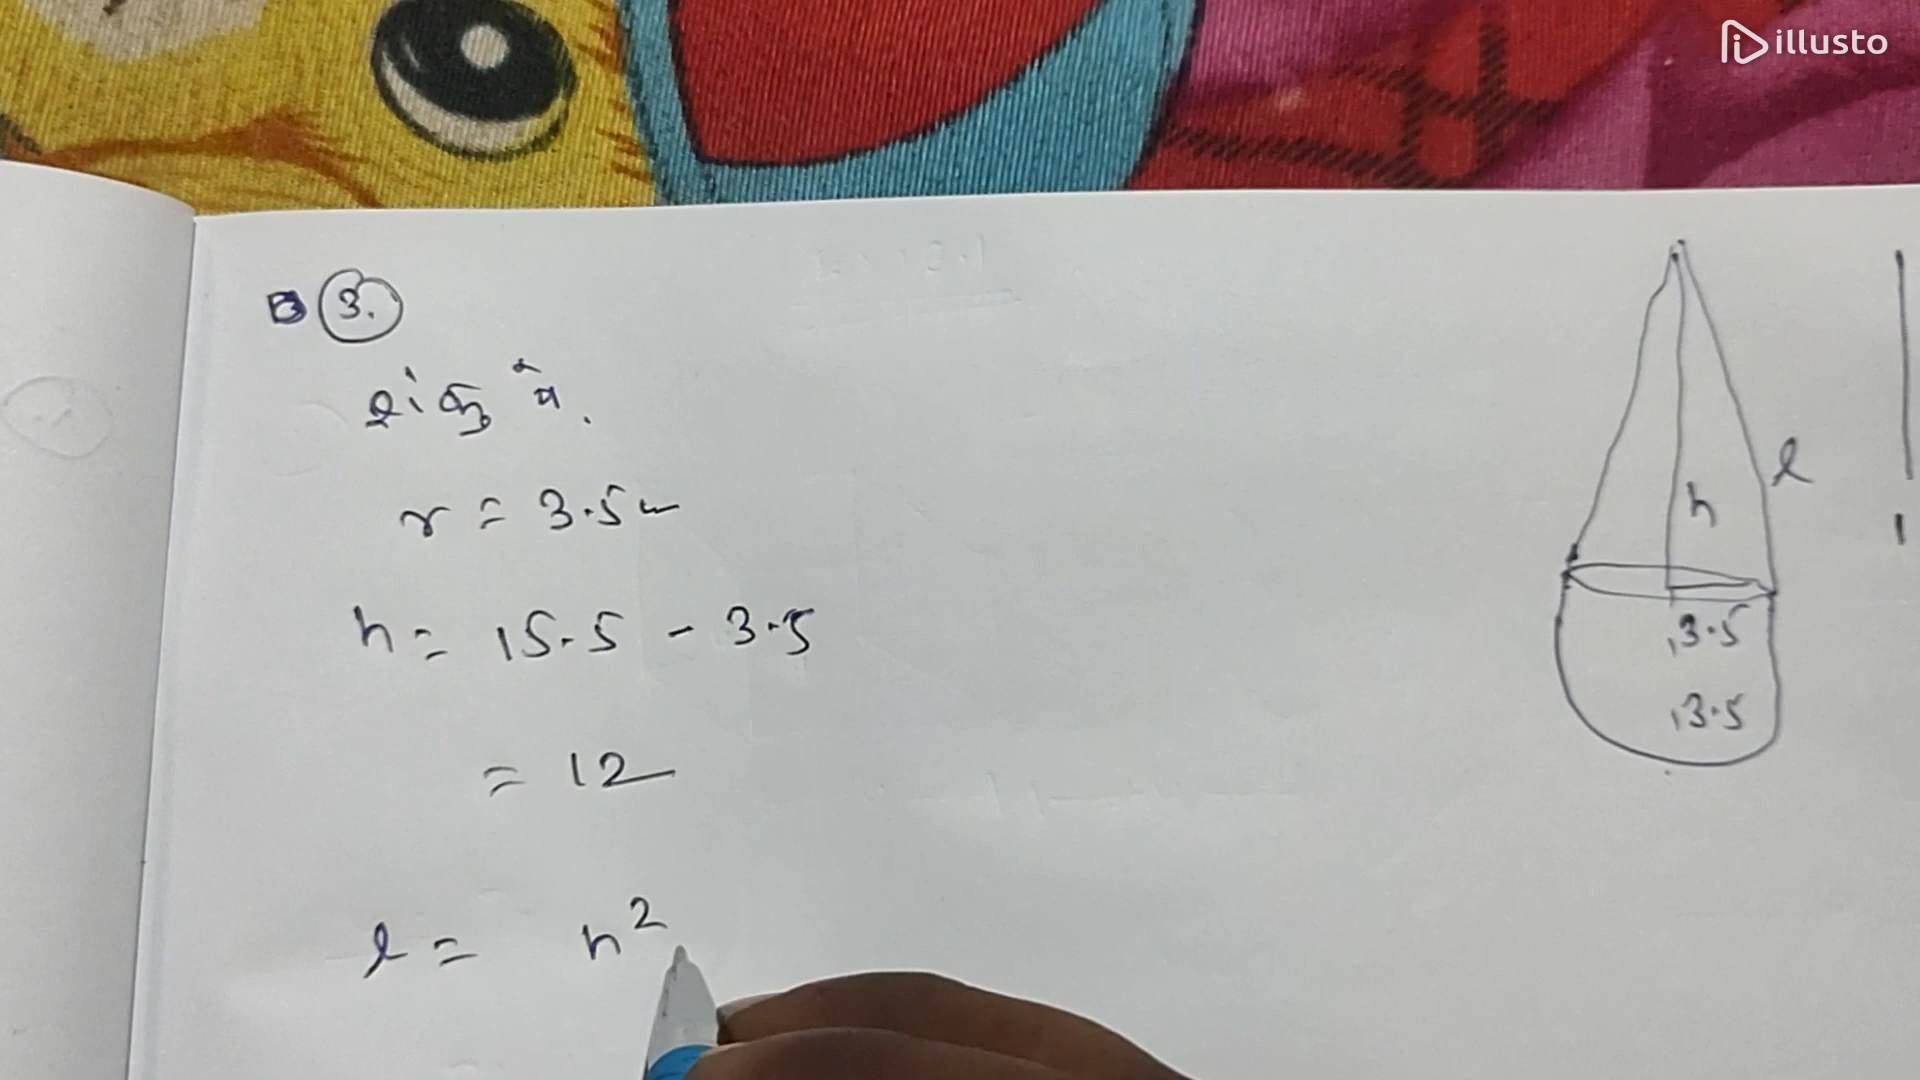 illusto
3.
r = 3.5
h = 15.5 - 3.5
= 12
l = h²
l
h
3.5
3.5